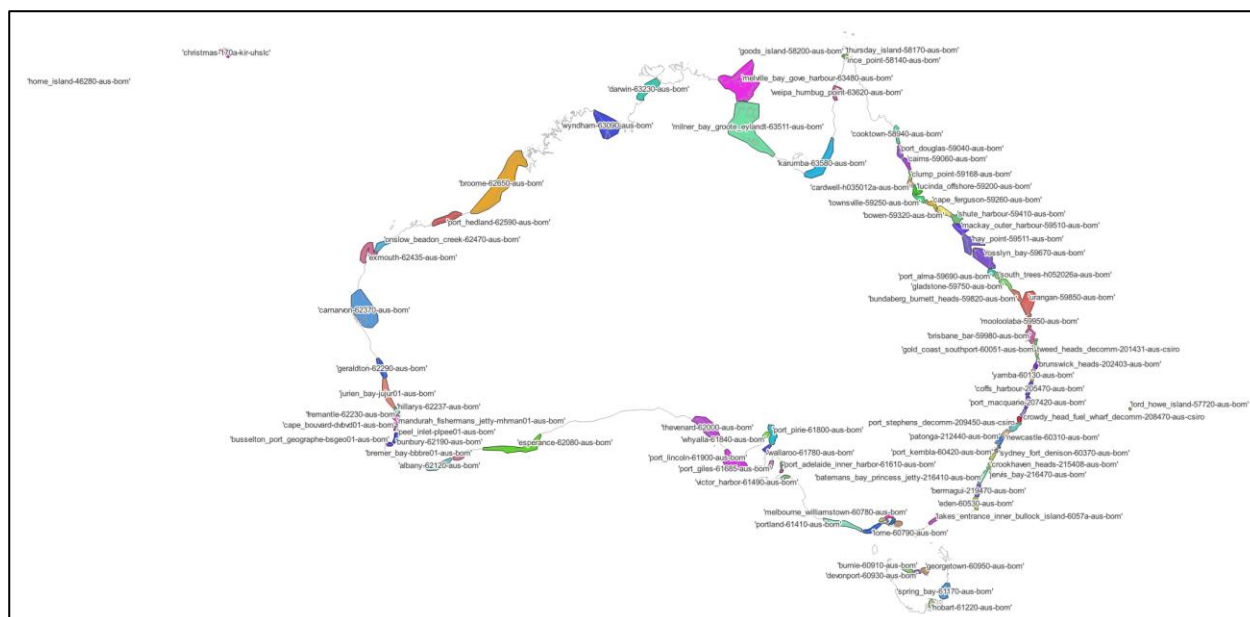 'christmas-170a-kir-uhslc'
'home_island-46280-aus-bom'
'goods_island-58200-aus-bom'
'thursday_island-58170-aus-bom'
'ince_point-58140-aus-bom'
'melville_bay_gove_harbour-63480-aus-bom'
'darwin-63230-aus-bom'
'weipa_humbug_point-63620-aus-bom'
'wyndham-63090-aus-bom'
'milner_bay_groote_eylandt-63511-aus-bom'
'cooktown-58940-aus-bom'
'port_douglas-59040-aus-bom'
'cairns-59060-aus-bom'
'karumba-63580-aus-bom'
'clump_point-59168-aus-bom'
'broome-62650-aus-bom'
'cardwell-h035012a-aus-bom'
'lucinda_offshore-59200-aus-bom'
'townsville-59250-aus-bom'
'cape_ferguson-59260-aus-bom'
'bowen-59320-aus-bom'
'shute_harbour-59410-aus-bom'
'port_hedland-62590-aus-bom'
'mackay_outer_harbour-59510-aus-bom'
'onslow_beadon_creek-62470-aus-bom'
'hay_point-59511-aus-bom'
'exmouth-62435-aus-bom'
'rosslyn_bay-59670-aus-bom'
'port_alma-59690-aus-bom'
'south_trees-h052026a-aus-bom'
'gladstone-59750-aus-bom'
'bundaberg_burnett_heads-59820-aus-bom'
'urangan-59850-aus-bom'
'carnarvon-62370-aus-bom'
'mooloolaba-59950-aus-bom'
'brisbane_bar-59980-aus-bom'
'gold_coast_southport-60051-aus-bom'
'tweed_heads_decomm-201431-aus-csiro
'geraldton-62290-aus-bom'
'brunswick_heads-202403-aus-bom'
'yamba-60130-aus-bom'
'coffs_harbour-205470-aus-bom'
'jurien_bay-jujur01-aus-bom'
'port_macquarie-207420-aus-bom'
'lord_howe_island-57720-aus-bom'
'hillarys-62237-aus-bom'
'fremantle-62230-aus-bom'
'crowdy_head_fuel_wharf_decomm-208470-aus-csiro
'mandurah_fishermans_jetty-mhman01-aus-bom'
'port_stephens_decomm-209450-aus-csiro
'cape_bouvard-dvbvd01-aus-bom'
'thevenard-62000-aus-bom'
'port_pirie-61800-aus-bom'
'peel_inlet-plpee01-aus-bom'
'patonga-212440-aus-bom'
'newcastle-60310-aus-bom'
'busselton_port_geographe-bsgeo01-aus-bom'
'bunbury-62190-aus-bom'
'esperance-62080-aus-bom'
'whyalla-61840-aus-bom'
'wallaroo-61780-aus-bom'
'port_kembla-60420-aus-bom'
'sydney_fort_denison-60370-aus-bom'
'bremer_bay-bbbre01-aus-bom'
'port_lincoln-61900-aus-bom'
'port_adelaide_inner_harbor-61610-aus-bom'
'crookhaven_heads-215408-aus-bom'
'albany-62120-aus-bom'
'port_giles-61665-aus-bom'
'batemans_bay_princess_jetty-216410-aus-bom'
'jervis_bay-216470-aus-bom'
'victor_harbor-61490-aus-bom'
'bermagui-219470-aus-bom'
'eden-60530-aus-bom'
'melbourne_williamstown-60780-aus-bom'
'lakes_entrance_inner_bullock_island-6057a-aus-bom'
'portland-61410-aus-bom'
'lorne-60790-aus-bom'
'burnie-60910-aus-bom'
'georgetown-60950-aus-bom'
'devonport-60930-aus-bom'
'spring_bay-61170-aus-bom'
'hobart-61220-aus-bom'